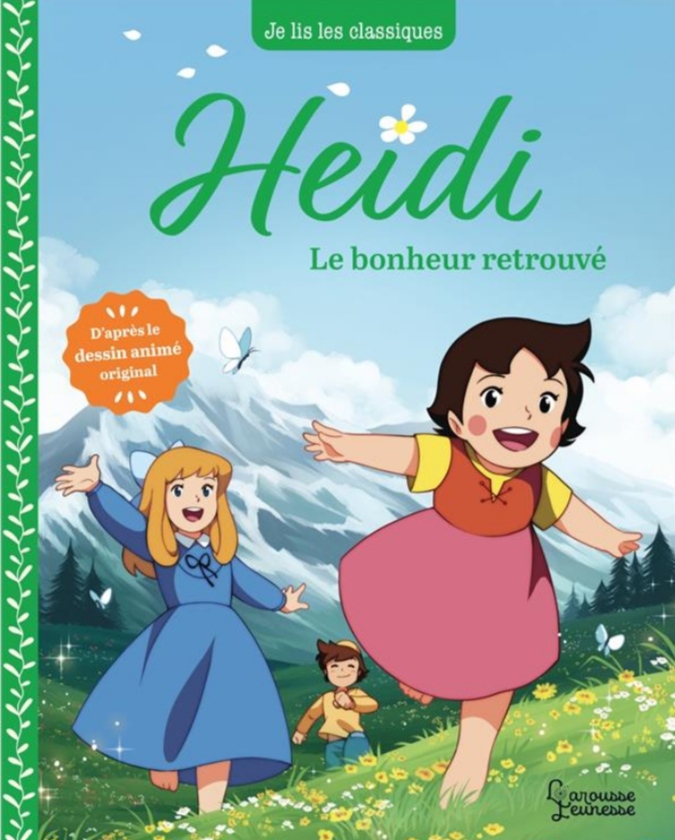 Je lis les classiques
Heidi
Le bonheur retrouvé
D'après le
dessin animé
original
Larousse
Jeunesse